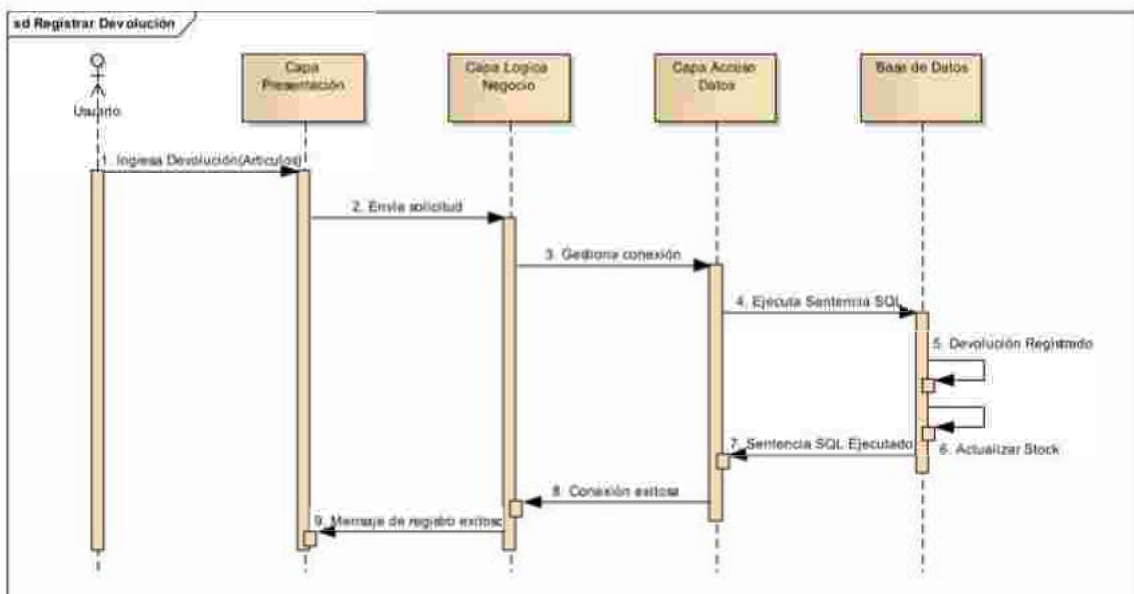 sd Registrar Devolución
Usuario
Capa
Presentación
Capa Logica
Negocio
Capa Acceso
Datos
Base de Datos
1. Ingresa Devolución(Articulos)
2. Envia solicitud
3. Gestiona conexión
4. Ejecuta Sentencia SQL
5. Devolución Registrado
6. Actualizar Stock
7. Sentencia SQL Ejecutado
8. Conexión exitosa
9. Mensaje de registro exitoso